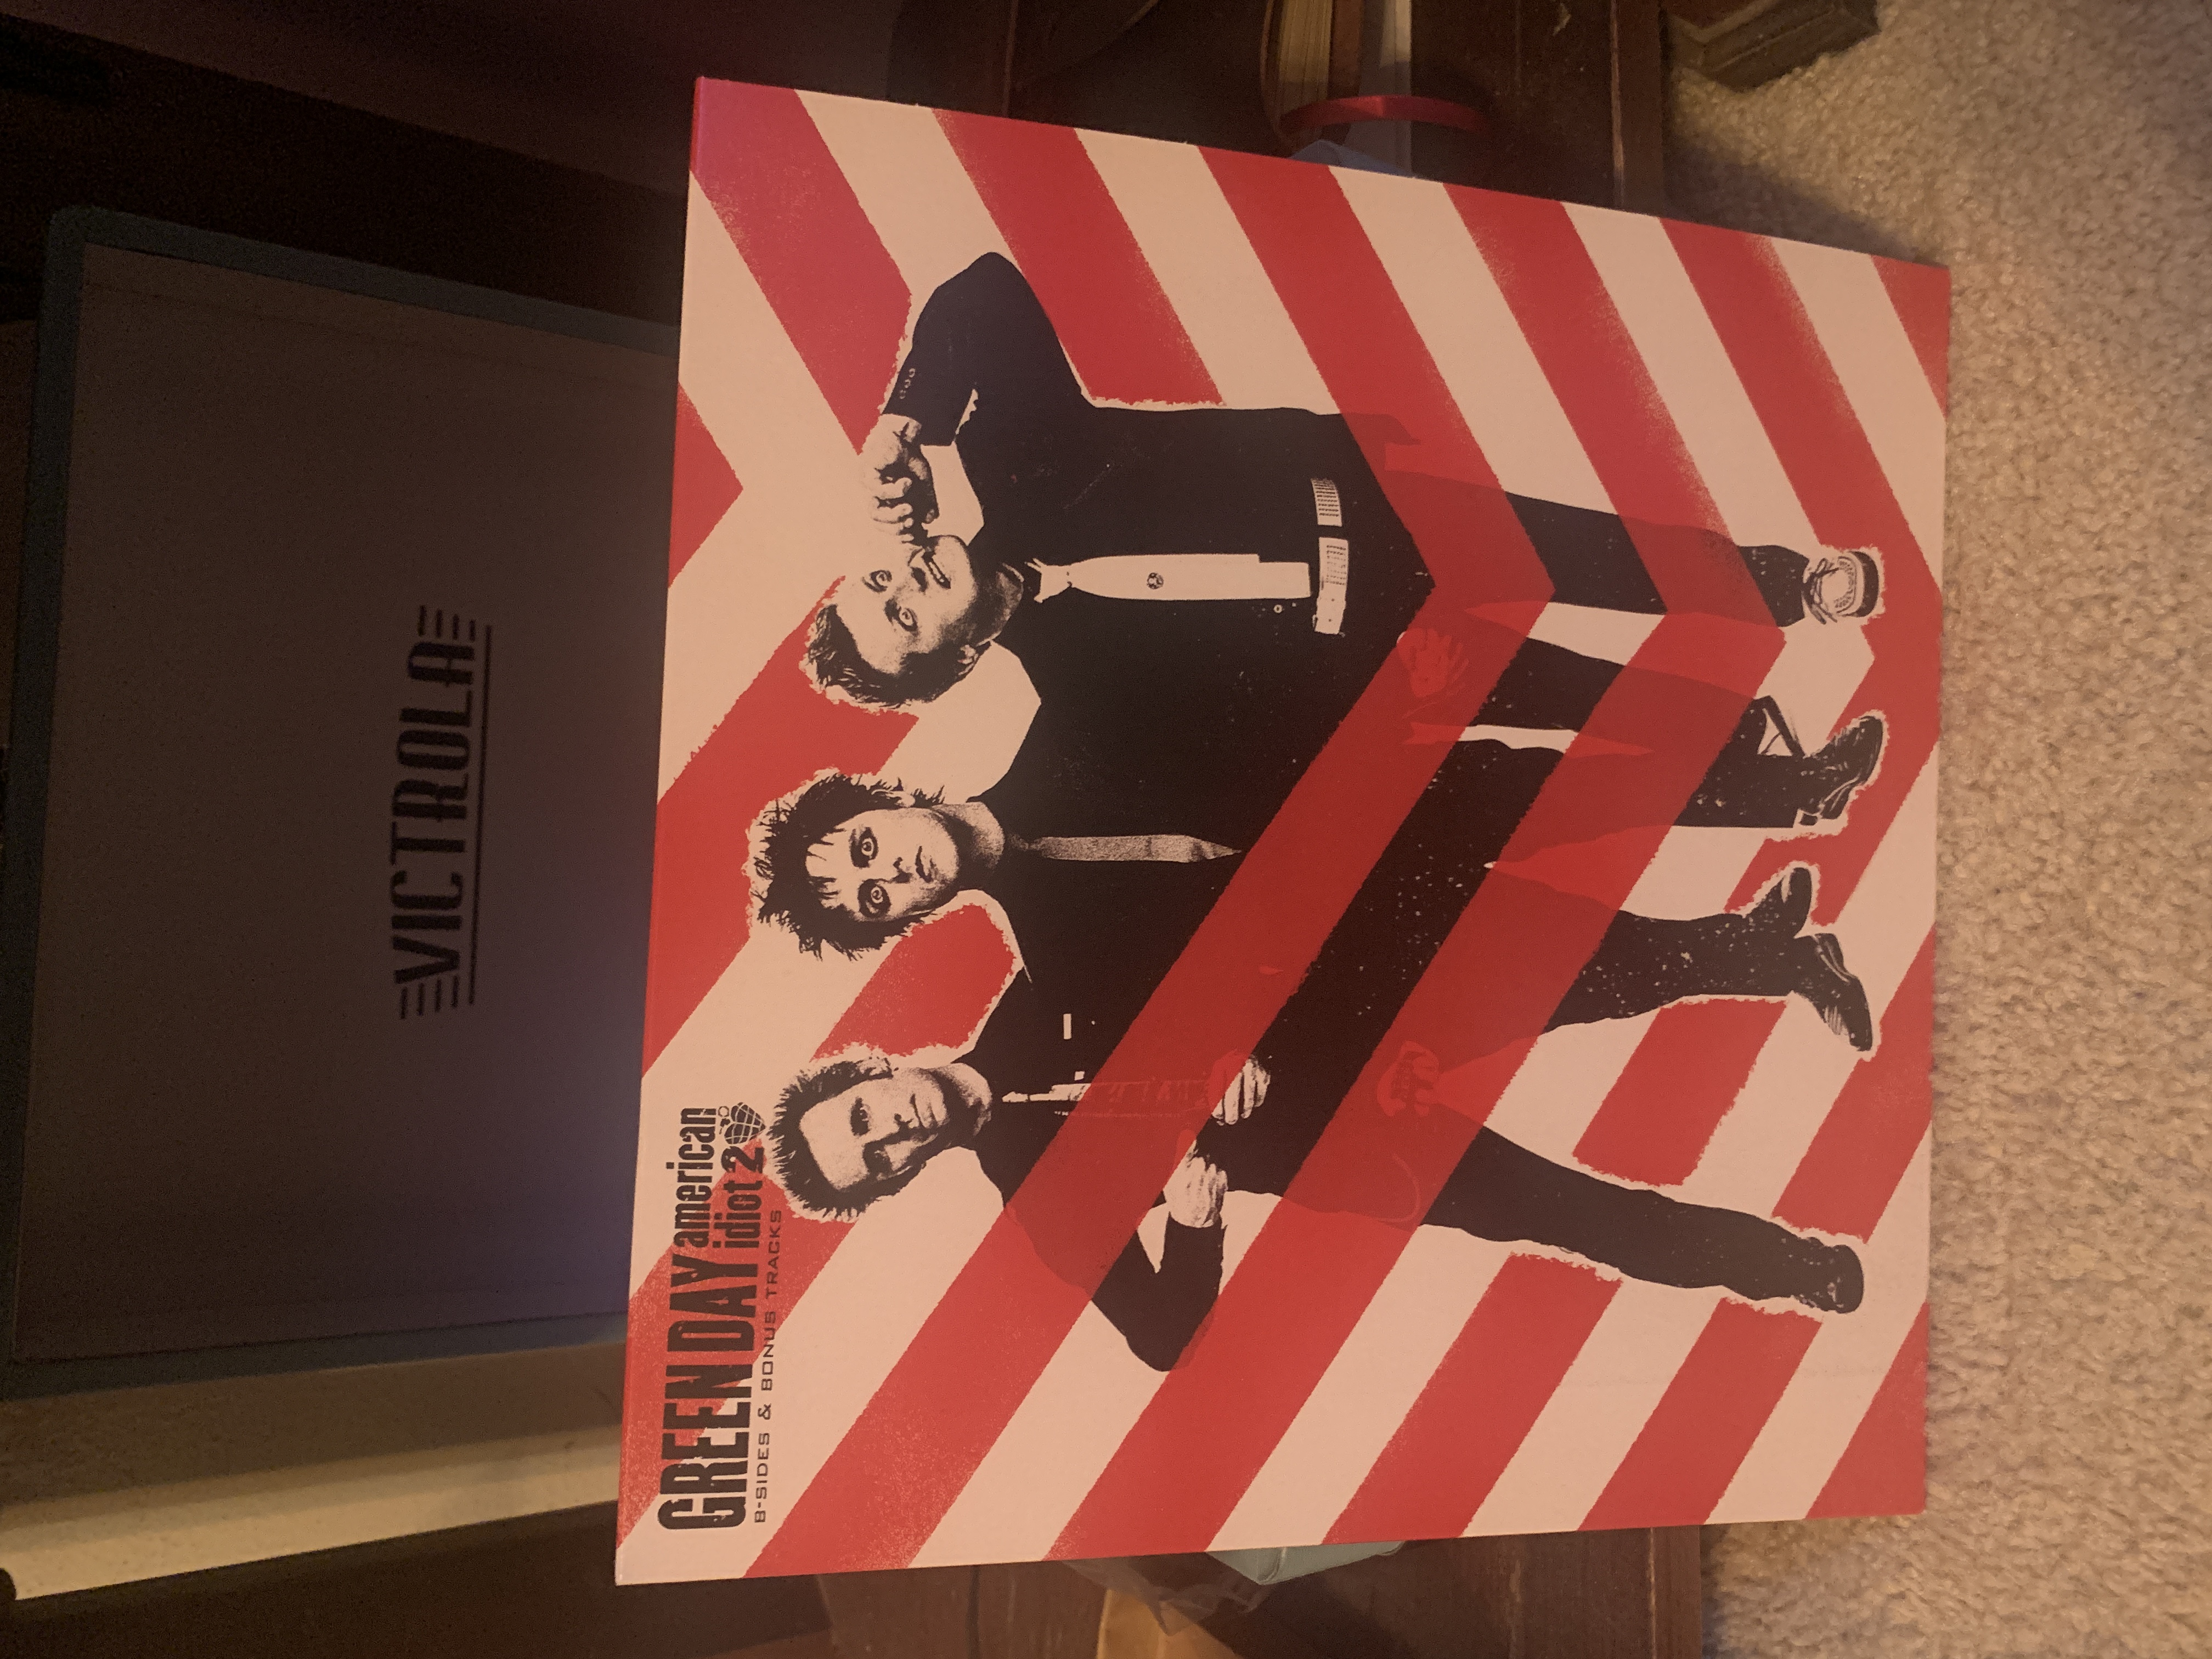 VICTROLA
GREEN DAY american
idiot 20
B-SIDES & BONUS TRACKS